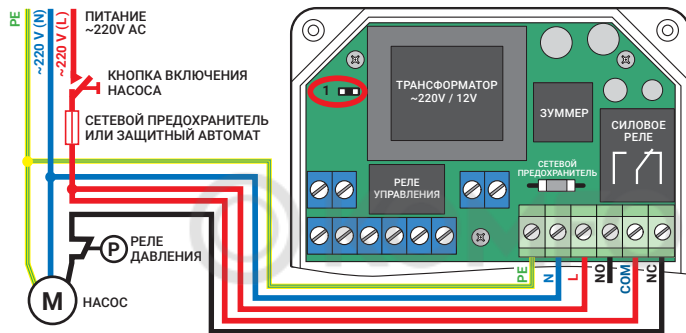 PE
~220 V (N)
~220 V (L)
ПИТАНИЕ
~220V AC
КНОПКА ВКЛЮЧЕНИЯ
НАСОСА
СЕТЕВОЙ ПРЕДОХРАНИТЕЛЬ
ИЛИ ЗАЩИТНЫЙ АВТОМАТ
P
РЕЛЕ
ДАВЛЕНИЯ
M
НАСОС
1
ТРАНСФОРМАТОР
~220V / 12V
ЗУММЕР
СИЛОВОЕ
РЕЛЕ
РЕЛЕ
УПРАВЛЕНИЯ
СЕТЕВОЙ
ПРЕДОХРАНИТЕЛЬ
PE
N
L
NO
COM
NC